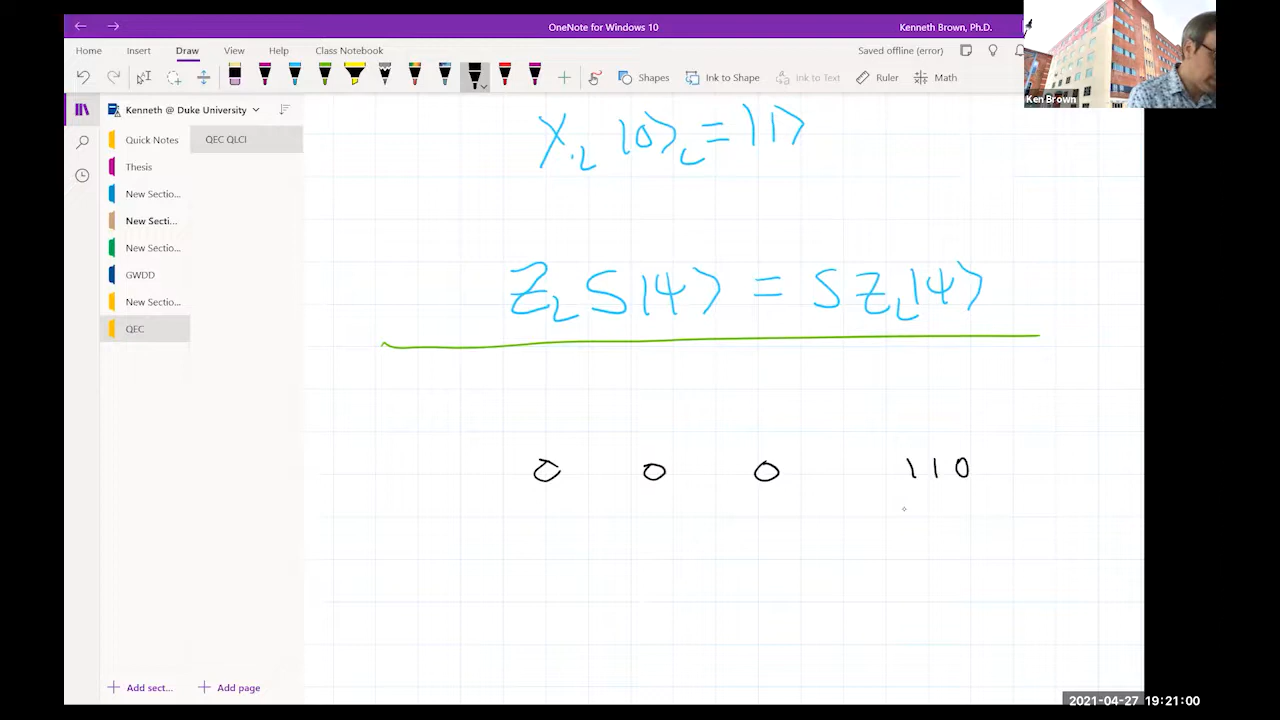 OneNote for Windows 10
Kenneth Brown, Ph.D.
Home Insert Draw View Help Class Notebook
Saved offline (error)
Shapes Ink to Shape Ink to Text Ruler Math
Ken Brown
Kenneth @ Duke University
Quick Notes
QEC QLCI
Thesis
New Sectio...
New Secti...
New Sectio...
GWDD
New Sectio...
QEC
X_L |0⟩_L = |1⟩
Z_L S|ψ⟩ = S Z_L|ψ⟩
0 0 0 110
Add sect... Add page
2021-04-27 19:21:00